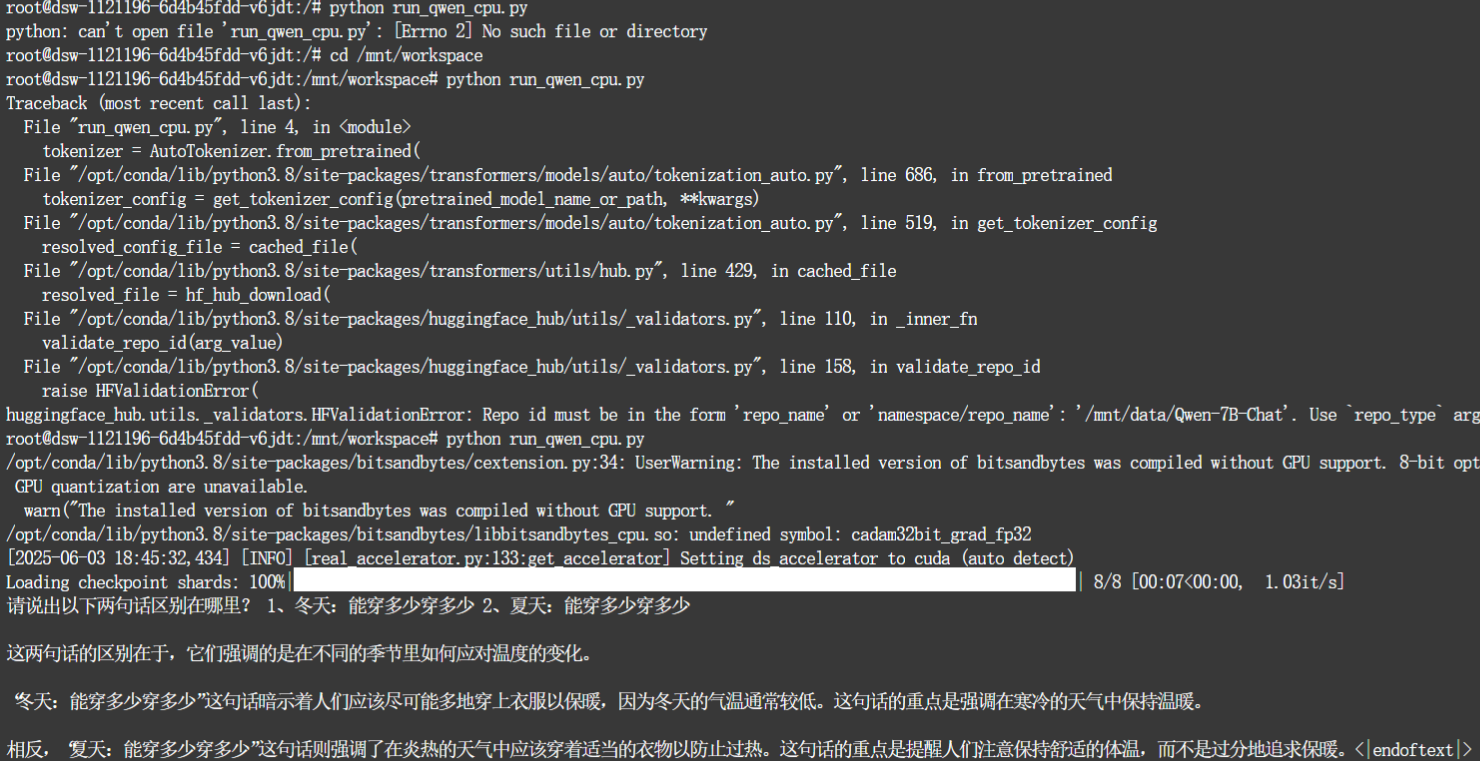 root@dsw-1121196-6d4b45fdd-v6jdt:/# python run_qwen_cpu.py
python: can't open file 'run_qwen_cpu.py': [Errno 2] No such file or directory
root@dsw-1121196-6d4b45fdd-v6jdt:/# cd /mnt/workspace
root@dsw-1121196-6d4b45fdd-v6jdt:/mnt/workspace# python run_qwen_cpu.py
Traceback (most recent call last):
  File "run_qwen_cpu.py", line 4, in <module>
    tokenizer = AutoTokenizer.from_pretrained(
  File "/opt/conda/lib/python3.8/site-packages/transformers/models/auto/tokenization_auto.py", line 686, in from_pretrained
    tokenizer_config = get_tokenizer_config(pretrained_model_name_or_path, **kwargs)
  File "/opt/conda/lib/python3.8/site-packages/transformers/models/auto/tokenization_auto.py", line 519, in get_tokenizer_config
    resolved_config_file = cached_file(
  File "/opt/conda/lib/python3.8/site-packages/transformers/utils/hub.py", line 429, in cached_file
    resolved_file = hf_hub_download(
  File "/opt/conda/lib/python3.8/site-packages/huggingface_hub/utils/_validators.py", line 110, in _inner_fn
    validate_repo_id(arg_value)
  File "/opt/conda/lib/python3.8/site-packages/huggingface_hub/utils/_validators.py", line 158, in validate_repo_id
    raise HFValidationError(
huggingface_hub.utils._validators.HFValidationError: Repo id must be in the form 'repo_name' or 'namespace/repo_name': '/mnt/data/Qwen-7B-Chat'. Use `repo_type` arg
root@dsw-1121196-6d4b45fdd-v6jdt:/mnt/workspace# python run_qwen_cpu.py
/opt/conda/lib/python3.8/site-packages/bitsandbytes/cextension.py:34: UserWarning: The installed version of bitsandbytes was compiled without GPU support. 8-bit opt
 GPU quantization are unavailable.
  warn("The installed version of bitsandbytes was compiled without GPU support. "
/opt/conda/lib/python3.8/site-packages/bitsandbytes/libbitsandbytes_cpu.so: undefined symbol: cadam32bit_grad_fp32
[2025-06-03 18:45:32,434] [INFO] [real_accelerator.py:133:get_accelerator] Setting ds_accelerator to cuda (auto detect)
Loading checkpoint shards: 100%| | 8/8 [00:07<00:00,  1.03it/s]
请说出以下两句话区别在哪里？ 1、冬天：能穿多少穿多少 2、夏天：能穿多少穿多少
这两句话的区别在于，它们强调的是在不同的季节里如何应对温度的变化。
“冬天：能穿多少穿多少”这句话暗示着人们应该尽可能多地穿上衣服以保暖，因为冬天的气温通常较低。这句话的重点是强调在寒冷的天气中保持温暖。
相反，“夏天：能穿多少穿多少”这句话则强调了在炎热的天气中应该穿着适当的衣物以防止过热。这句话的重点是提醒人们注意保持舒适的体温，而不是过分地追求保暖。<|endoftext|>